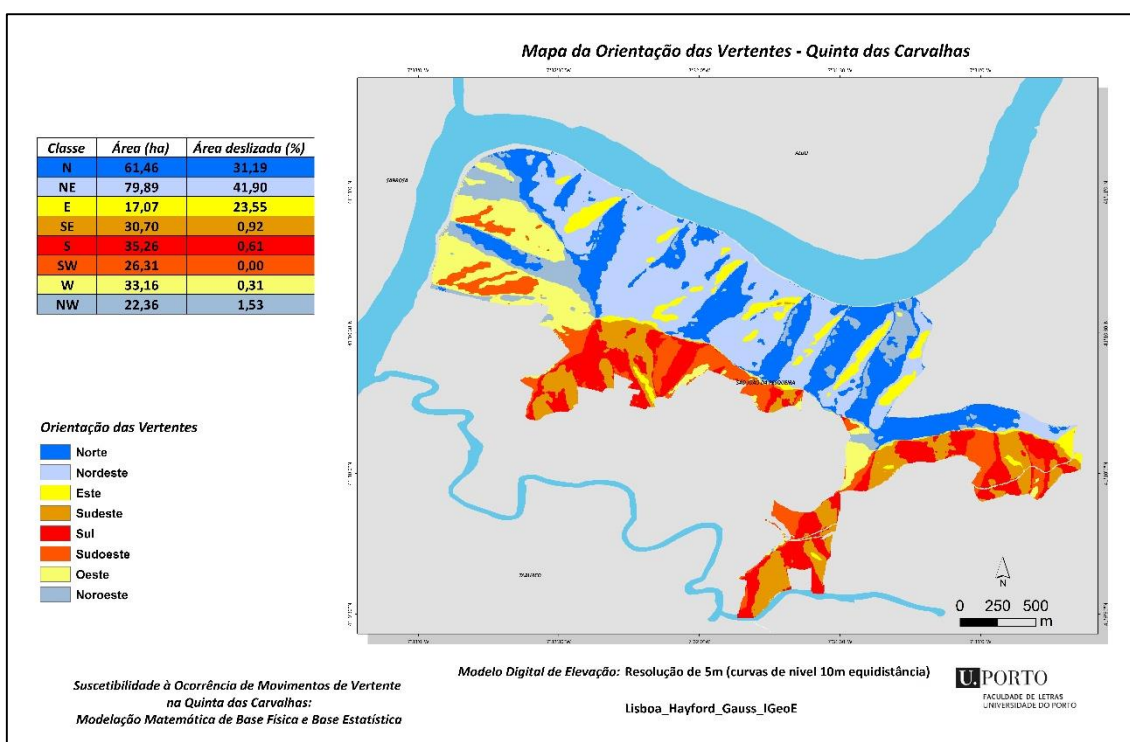 Mapa da Orientação das Vertentes - Quinta das Carvalhas
Classe Área (ha) Área deslizada (%)
N 61,46 31,19
NE 79,89 41,90
E 17,07 23,55
SE 30,70 0,92
S 35,26 0,61
SW 26,31 0,00
W 33,16 0,31
NW 22,36 1,53
SABROSA
ALIJÓ
TABUAÇO
Orientação das Vertentes
Norte
Nordeste
Este
Sudeste
Sul
Sudoeste
Oeste
Noroeste
N
0 250 500
m
Suscetibilidade à Ocorrência de Movimentos de Vertente
na Quinta das Carvalhas:
Modelação Matemática de Base Física e Base Estatística
Modelo Digital de Elevação: Resolução de 5m (curvas de nivel 10m equidistância)
Lisboa_Hayford_Gauss_IGeoE
U. PORTO
FACULDADE DE LETRAS
UNIVERSIDADE DO PORTO